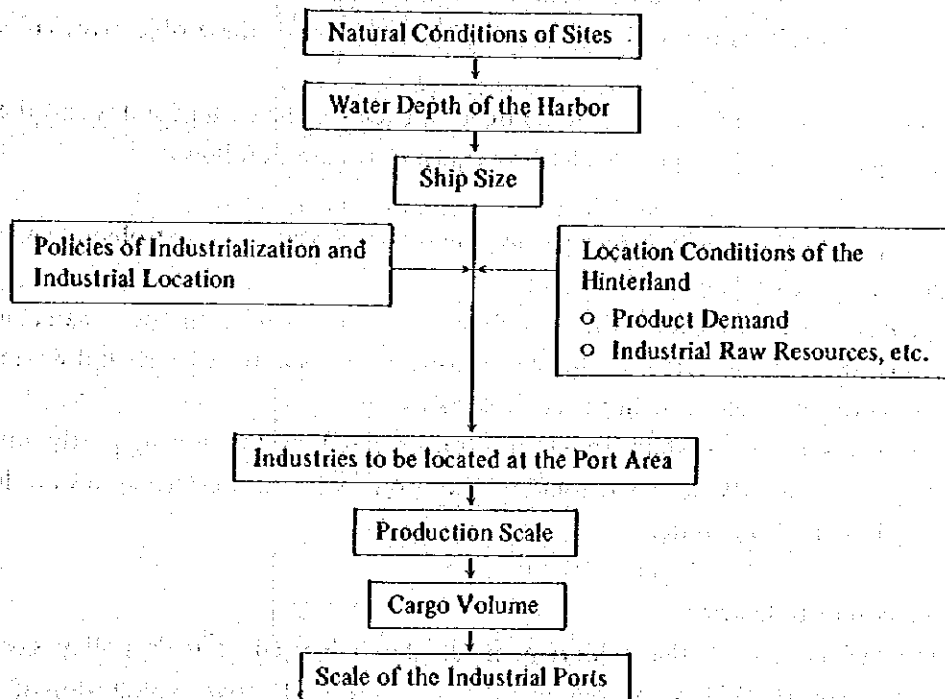 Natural Conditions of Sites
Water Depth of the Harbor
Ship Size
Policies of Industrialization and
Industrial Location
Location Conditions of the
Hinterland
o Product Demand
o Industrial Raw Resources, etc.
Industries to be located at the Port Area
Production Scale
Cargo Volume
Scale of the Industrial Ports